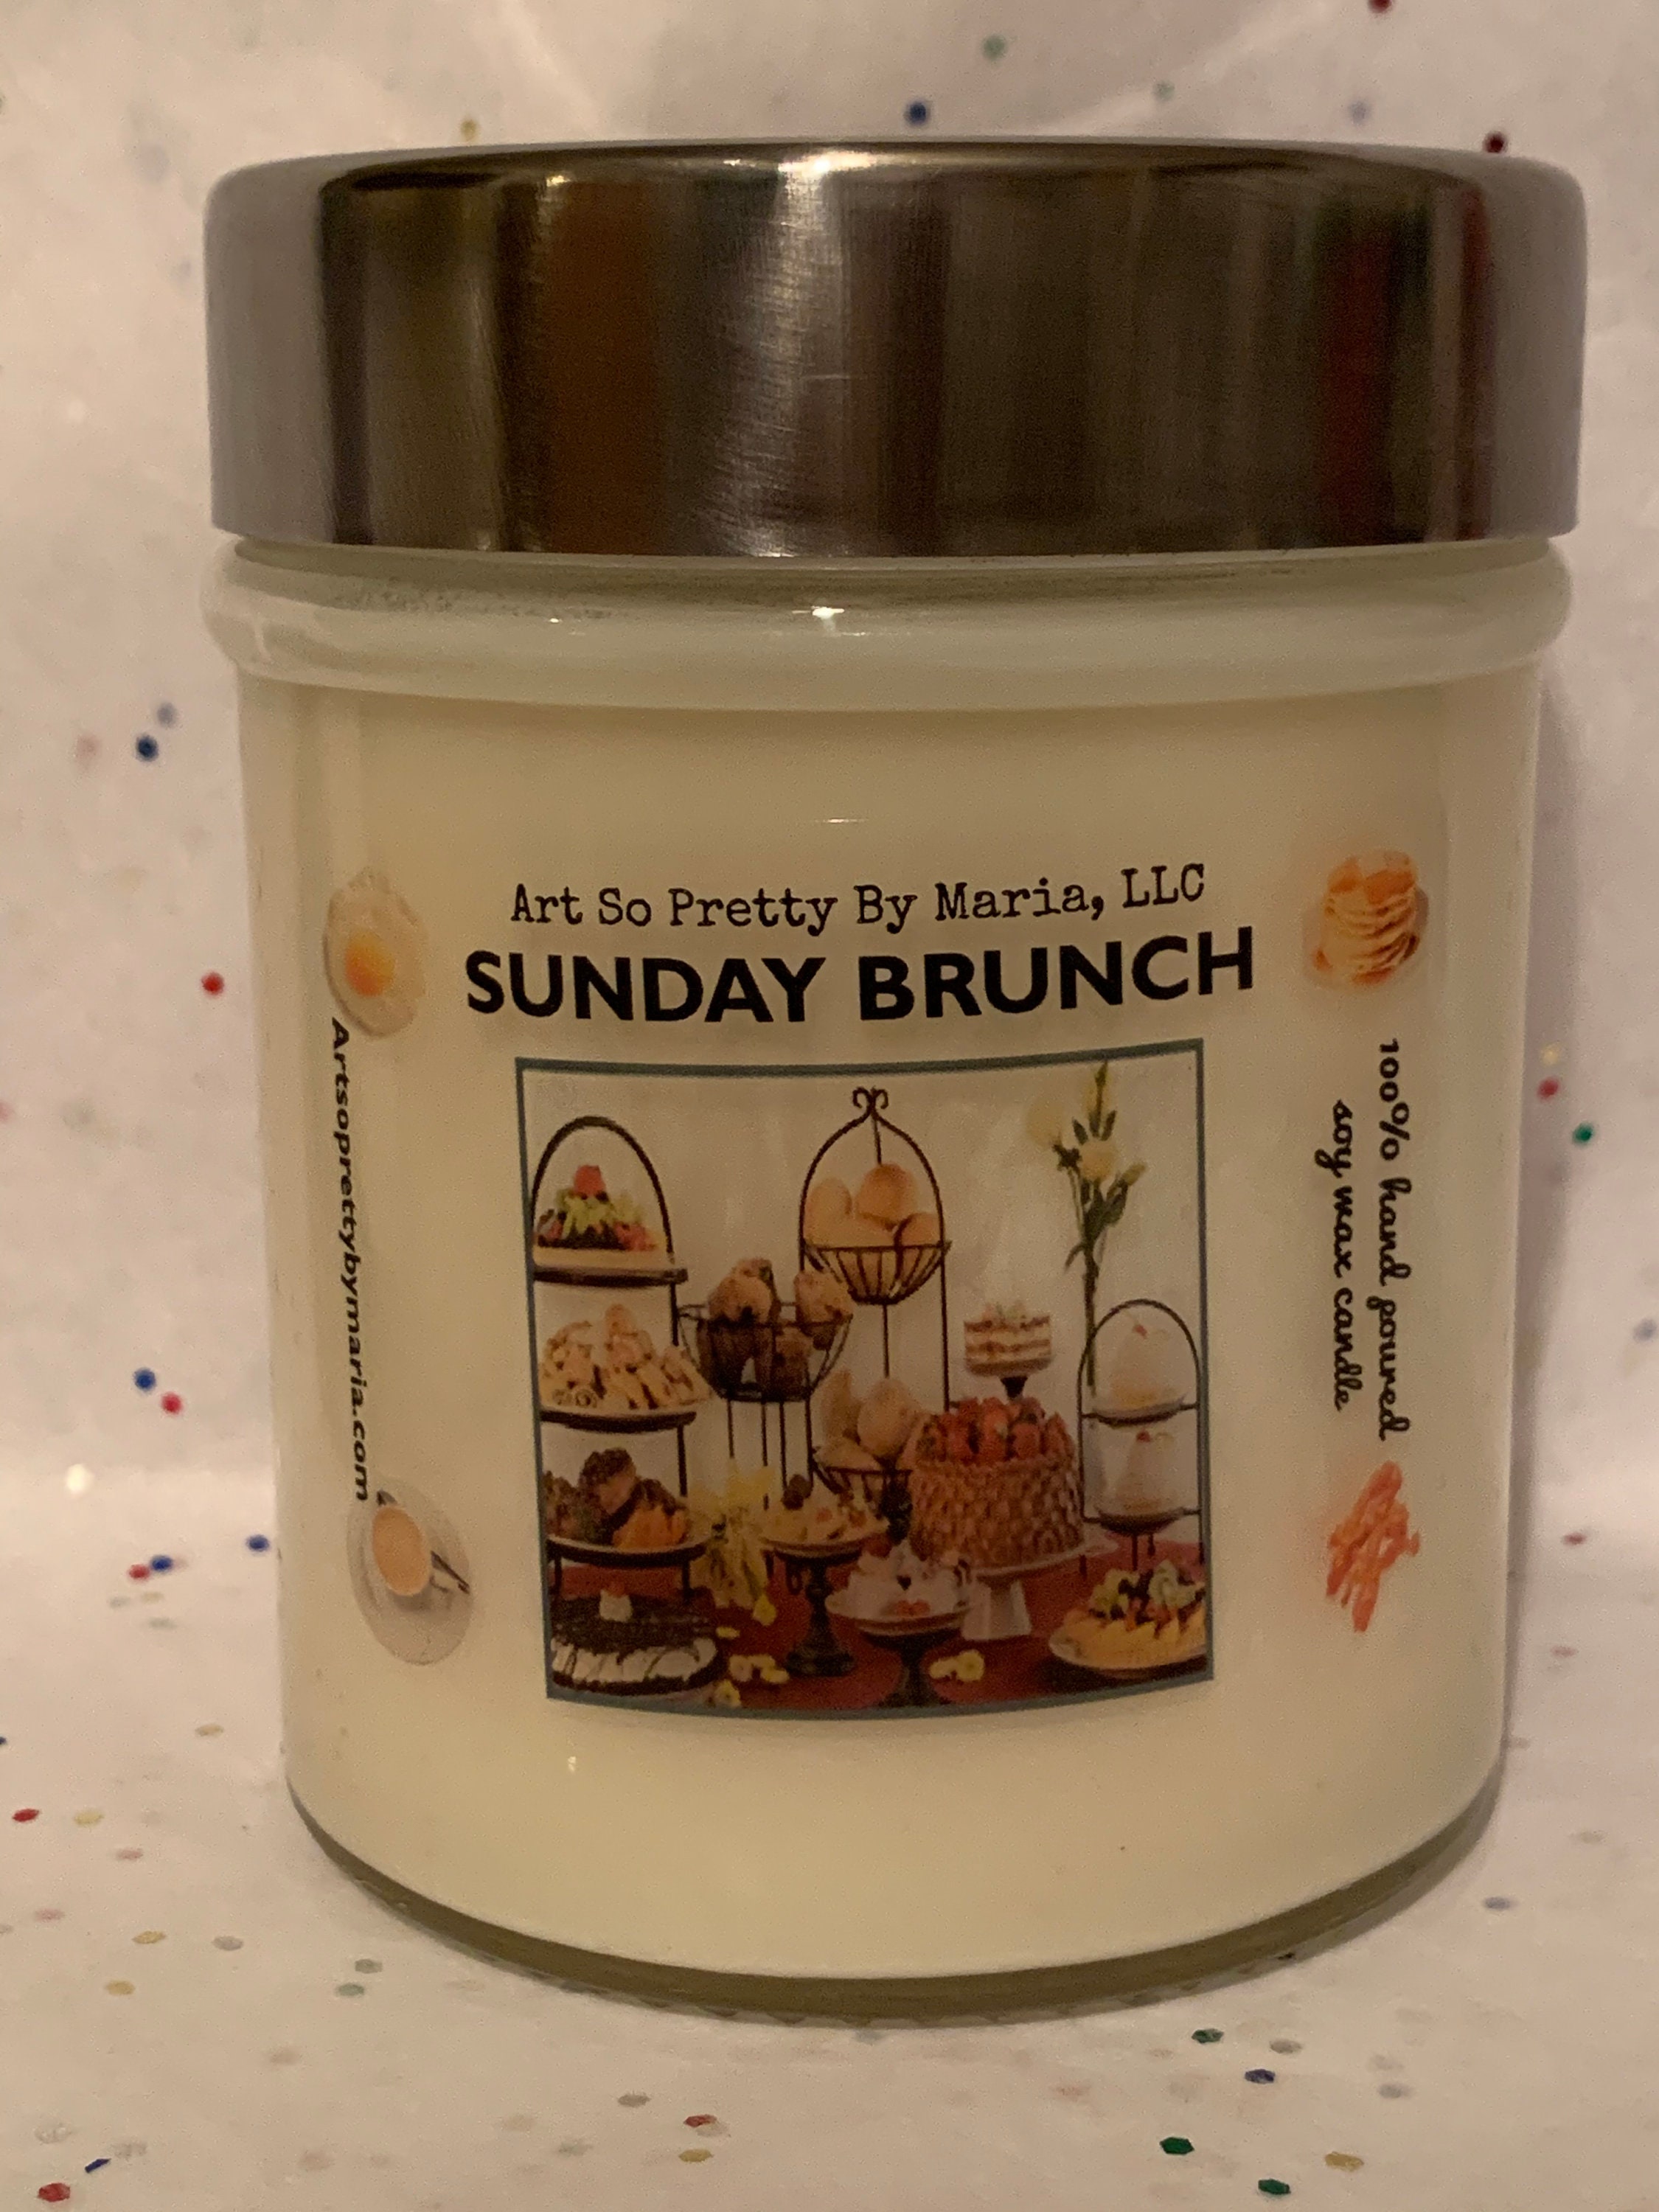 Art So Pretty By Maria, LLC
SUNDAY BRUNCH
Artsoprettybymaria.com
100% hand poured
soy wax candle